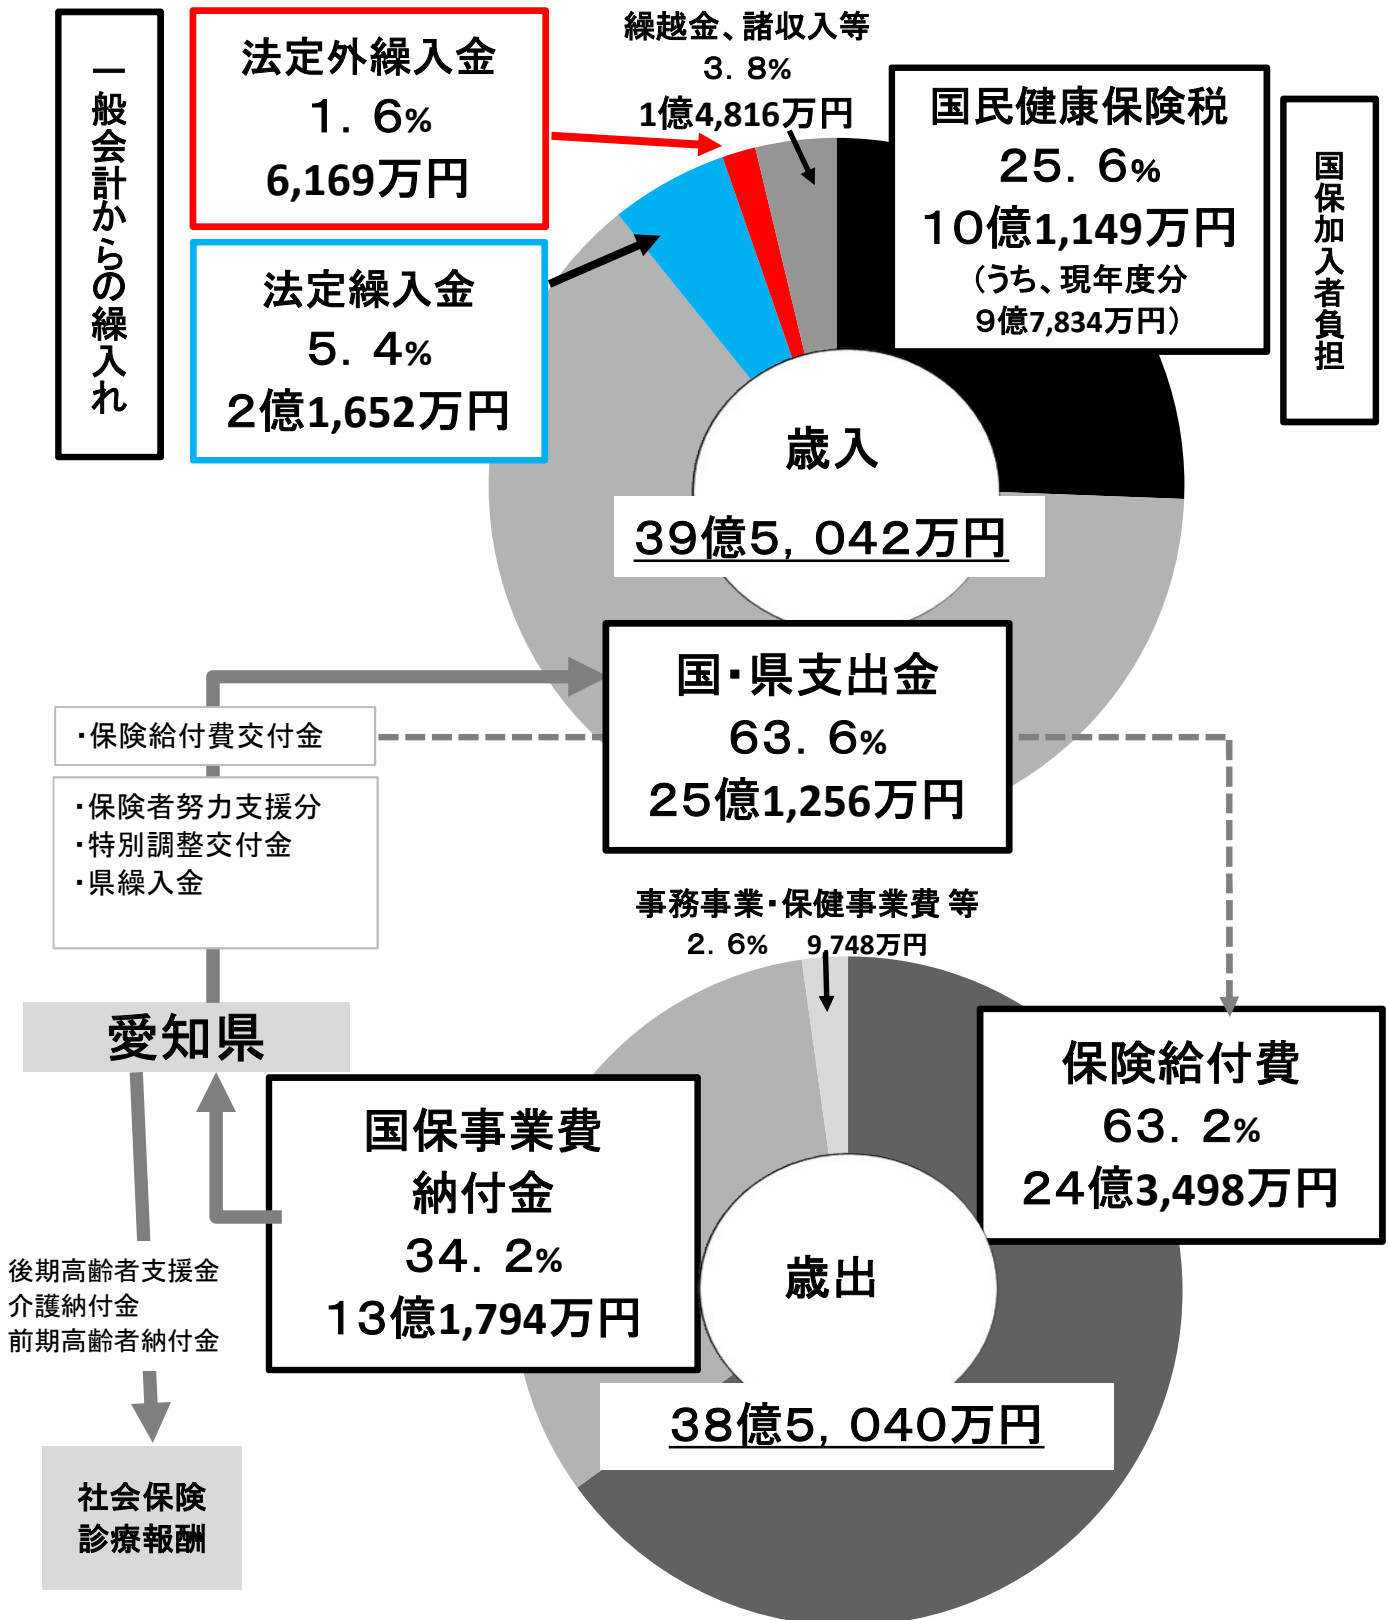 一般会計からの繰入れ
法定外繰入金
１．６%
6,169万円
法定繰入金
５．４%
２億1,652万円
繰越金、諸収入等
３．８%
1億4,816万円
国民健康保険税
２５．６%
１０億1,149万円
（うち、現年度分
９億7,834万円）
国保加入者負担
歳入
３９億５，０４２万円
国・県支出金
６３．６%
２５億1,256万円
・保険給付費交付金
・保険者努力支援分
・特別調整交付金
・県繰入金
事務事業・保健事業費 等
２．６%　9,748万円
愛知県
保険給付費
６３．２%
２４億3,498万円
国保事業費
納付金
３４．２%
１３億1,794万円
歳出
３８億５，０４０万円
後期高齢者支援金
介護納付金
前期高齢者納付金
社会保険
診療報酬